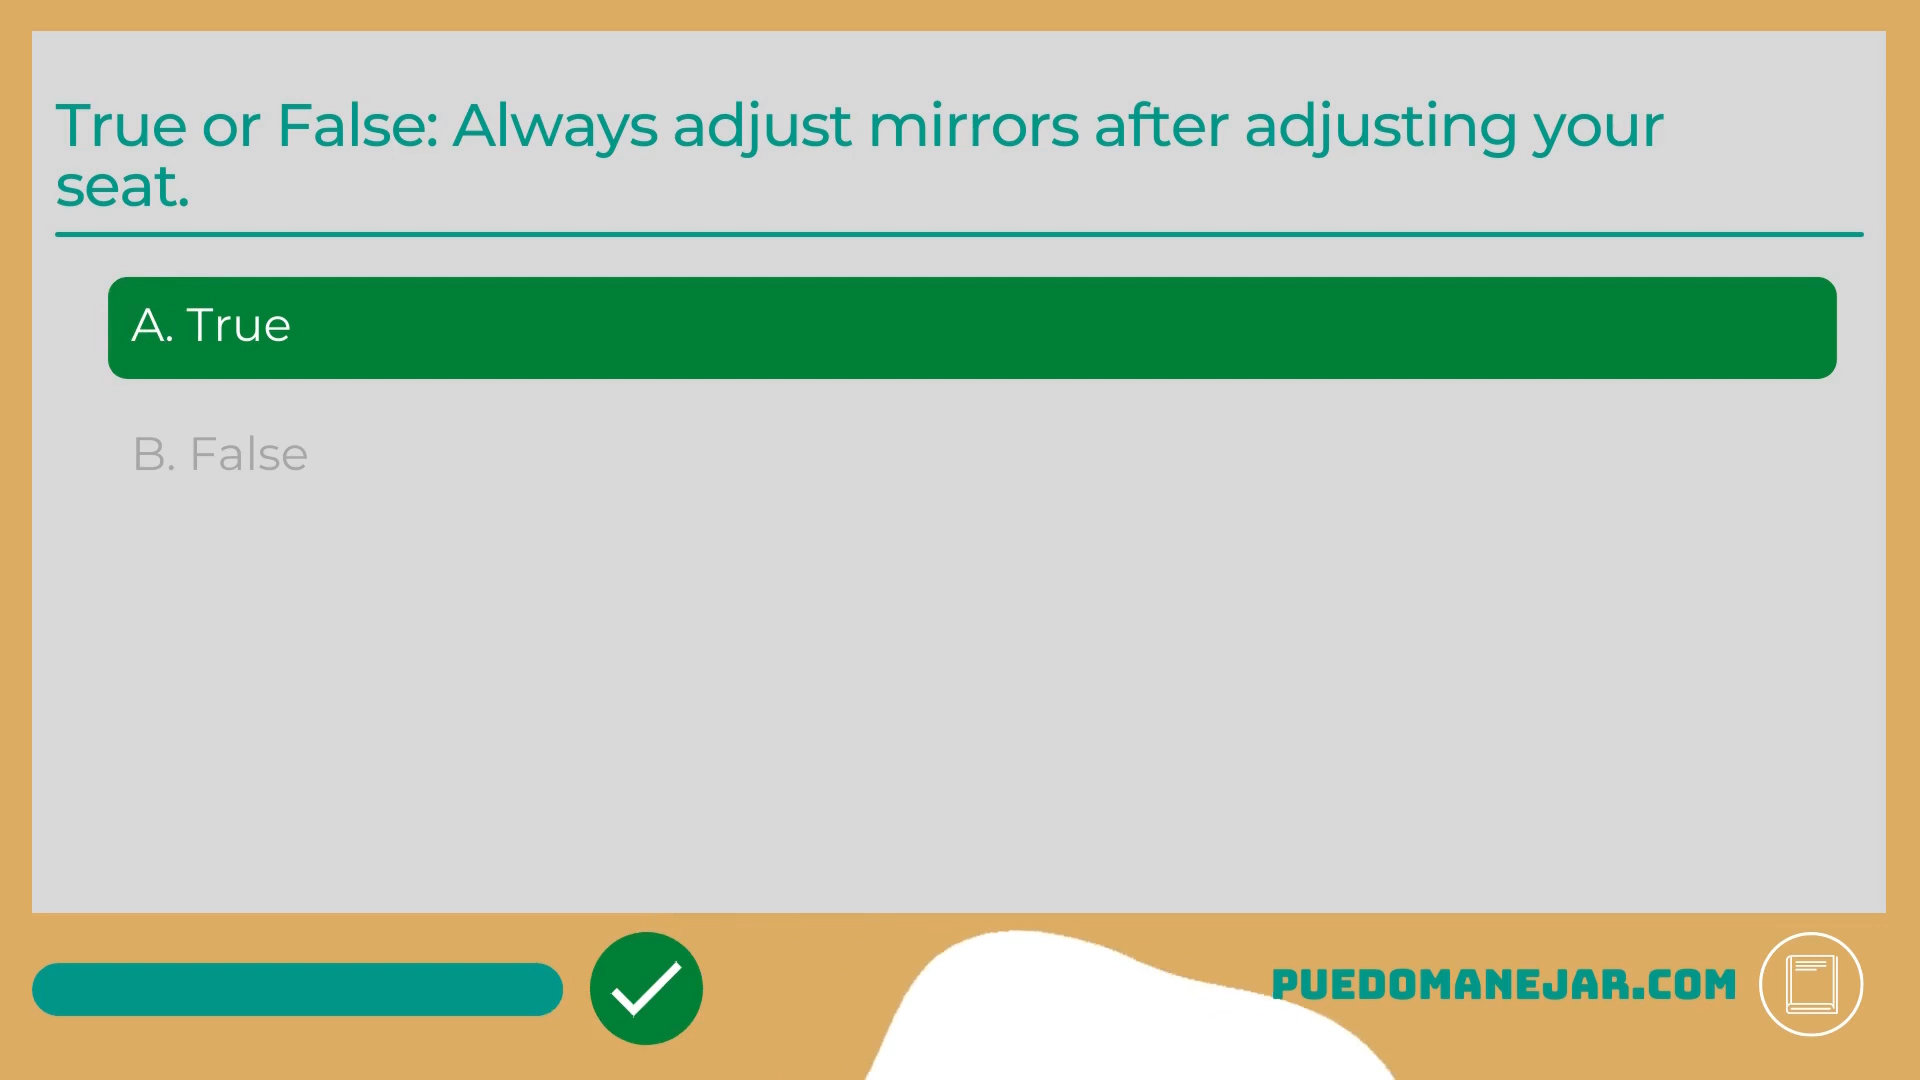 True or False: Always adjust mirrors after adjusting your
seat.
A. True
B. False
PUEDOMANEJAR.COM